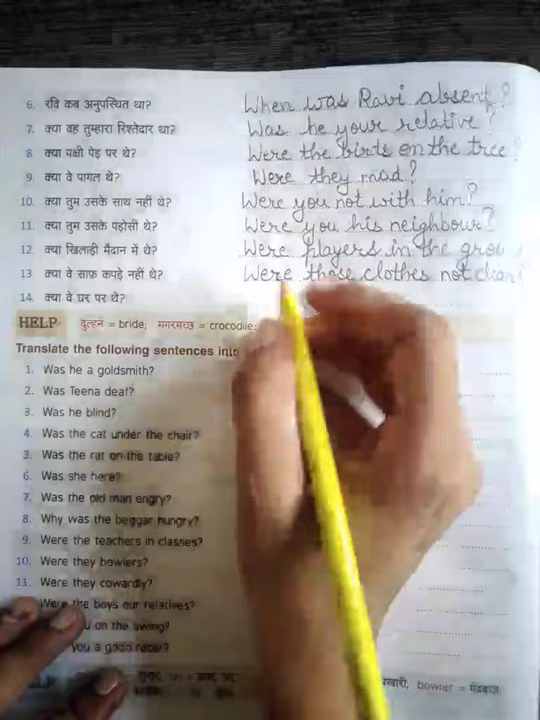 6. रवि कब अनुपस्थित था? When was Ravi absent?
7. क्या वह तुम्हारा रिश्तेदार था? Was he your relative?
8. क्या पक्षी पेड़ पर थे? Were the birds on the tree?
9. क्या वे पागल थे? Were they mad?
10. क्या तुम उसके साथ नहीं थे? Were you not with him?
11. क्या तुम उसके पड़ोसी थे? Were you his neighbour?
12. क्या खिलाड़ी मैदान में थे? Were players in the
13. क्या वे साफ़ कपड़े नहीं थे? Were those clothes not clean
14. क्या वे घर पर थे?
HELP दुल्हन = bride; मगरमच्छ = crocodile;
Translate the following sentences into
1. Was he a goldsmith?
2. Was Teena deaf?
3. Was he blind?
4. Was the cat under the chair?
5. Was the rat on the table?
6. Was she here?
7. Was the old man engry?
8. Why was the beggar hungry?
9. Were the teachers in classes?
10. Were they bowlers?
11. Were they cowardly?
Were the boys our relatives?
on the swing?
you a good racer?
bowler = गेंदबाज